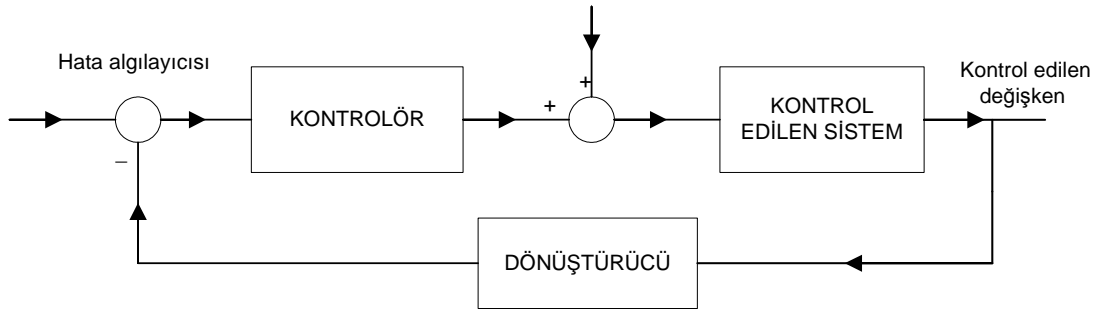 Hata algılayıcısı
KONTROLÖR
+
+
KONTROL
EDİLEN SİSTEM
Kontrol edilen
değişken
−
DÖNÜŞTÜRÜCÜ